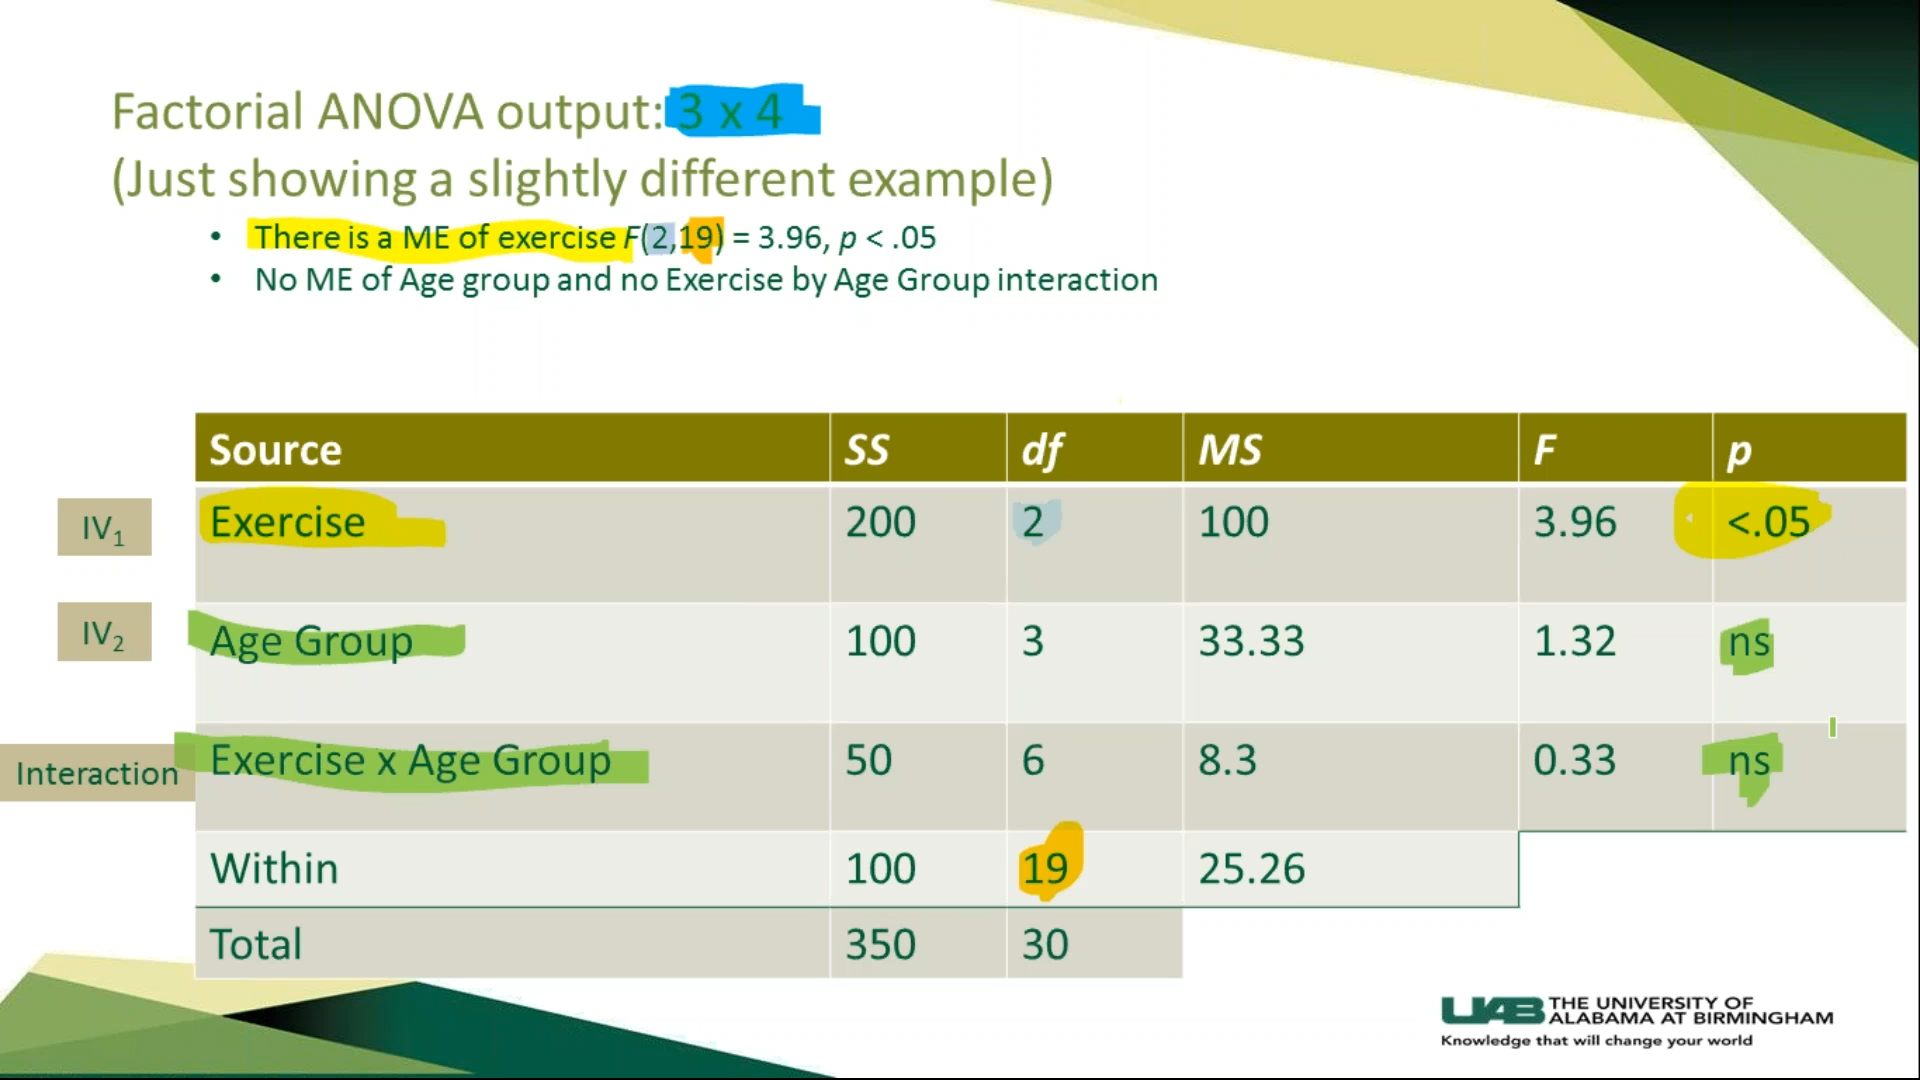 Factorial ANOVA output: 3 x 4
(Just showing a slightly different example)
• There is a ME of exercise F(2,19) = 3.96, p < .05
• No ME of Age group and no Exercise by Age Group interaction
Source SS df MS F p
IV₁ Exercise 200 2 100 3.96 <.05
IV₂ Age Group 100 3 33.33 1.32 ns
Interaction Exercise x Age Group 50 6 8.3 0.33 ns
Within 100 19 25.26
Total 350 30
UAB THE UNIVERSITY OF
ALABAMA AT BIRMINGHAM
Knowledge that will change your world